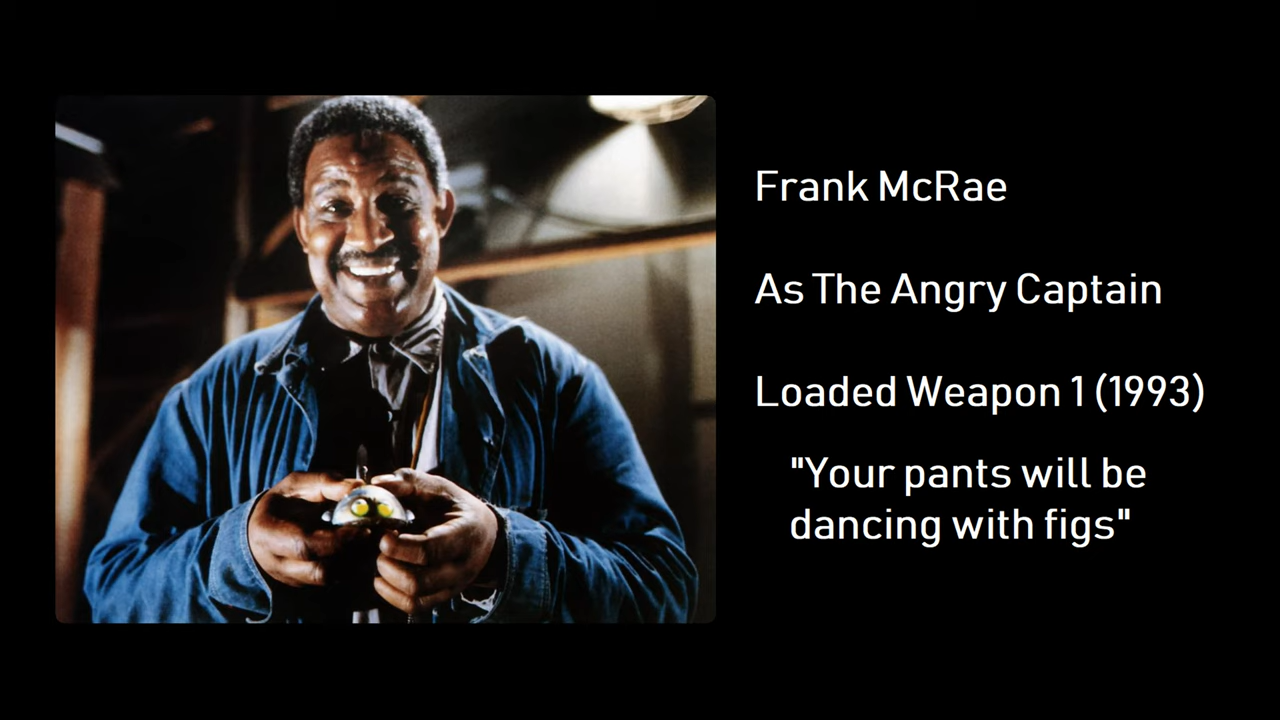 Frank McRae
As The Angry Captain
Loaded Weapon 1 (1993)
"Your pants will be
dancing with figs"